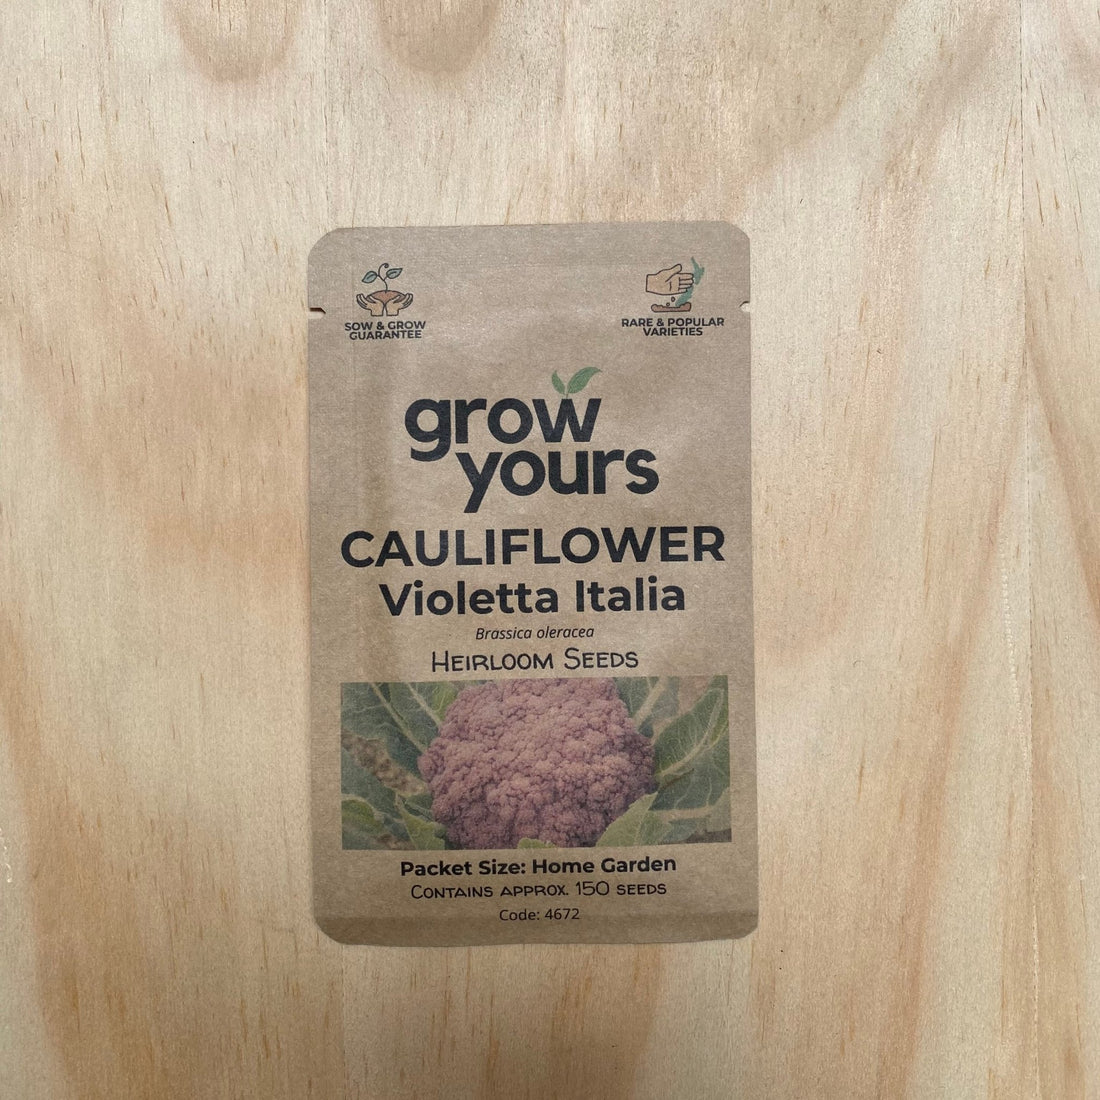 SOW & GROW
GUARANTEE
RARE & POPULAR
VARIETIES
grow
yours
CAULIFLOWER
Violetta Italia
Brassica oleracea
HEIRLOOM SEEDS
Packet Size: Home Garden
CONTAINS APPROX. 150 SEEDS
Code: 4672